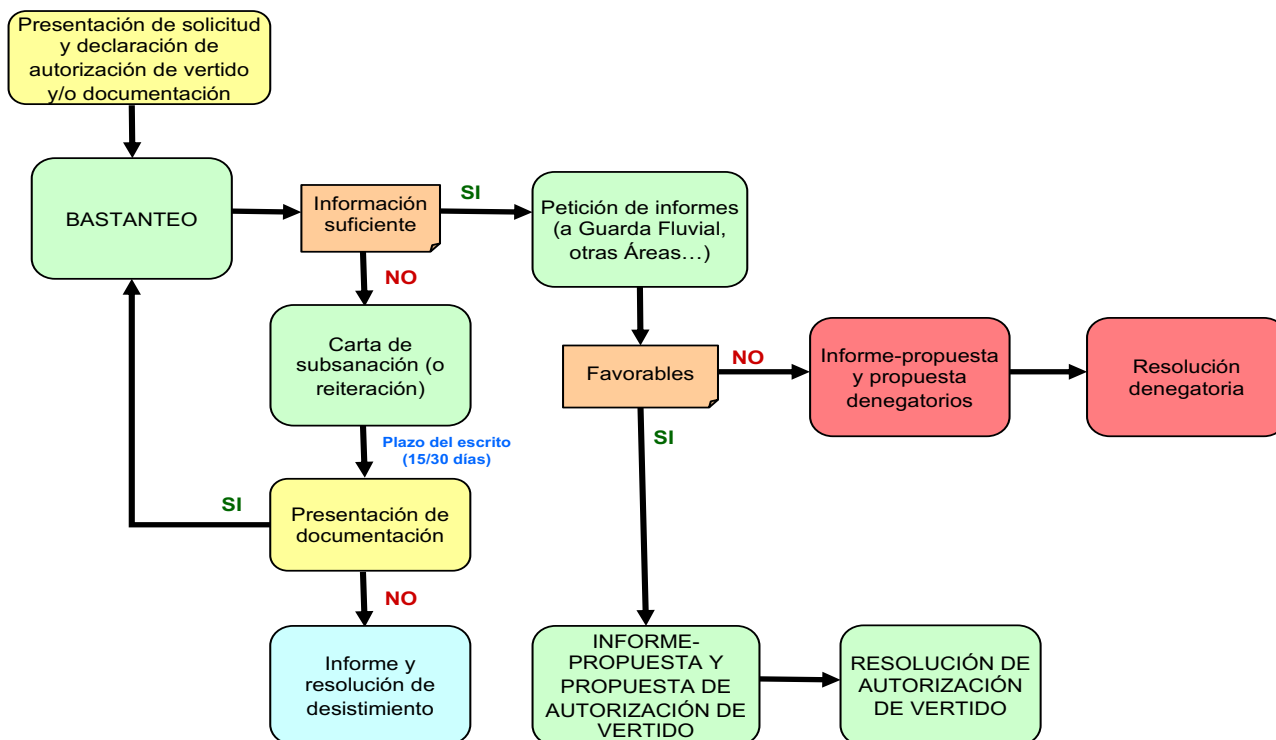 Presentación de solicitud
y declaración de
autorización de vertido
y/o documentación
BASTANTEO
Información
suficiente
SI
Petición de informes
(a Guarda Fluvial,
otras Áreas…)
NO
Carta de
subsanación (o
reiteración)
Favorables
NO
Informe-propuesta
y propuesta
denegatorios
Resolución
denegatoria
SI
Plazo del escrito
(15/30 días)
SI
Presentación de
documentación
NO
Informe y
resolución de
desistimiento
INFORME-
PROPUESTA Y
PROPUESTA DE
AUTORIZACIÓN DE
VERTIDO
RESOLUCIÓN DE
AUTORIZACIÓN
DE VERTIDO